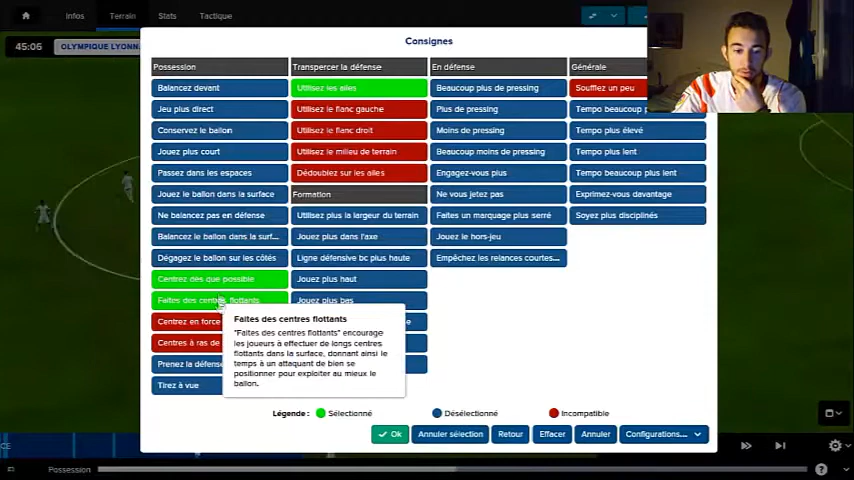 Infos Terrain Stats Tactique
45:06 OLYMPIQUE LYONN
Consignes
Possession
Balancez devant
Jeu plus direct
Conservez le ballon
Jouez plus court
Passez dans les espaces
Jouez le ballon dans la surface
Ne balancez pas en défense
Balancez le ballon dans la surf...
Dégagez le ballon sur les côtés
Centrez dès que possible
Faites des centres flottants
Centrez en force
Centres à ras de
Prenez la défense
Tirez à vue
Transpercer la défense
Utilisez les ailes
Utilisez le flanc gauche
Utilisez le flanc droit
Utilisez le milieu de terrain
Dédoublez sur les ailes
Formation
Utilisez plus la largeur du terrain
Jouez plus dans l'axe
Ligne défensive bc plus haute
Jouez plus haut
Jouez plus bas
En défense
Beaucoup plus de pressing
Plus de pressing
Moins de pressing
Beaucoup moins de pressing
Engagez-vous plus
Ne vous jetez pas
Faites un marquage plus serré
Jouez le hors-jeu
Empêchez les relances courtes...
Générale
Soufflez un peu
Tempo beaucoup p
Tempo plus élevé
Tempo plus lent
Tempo beaucoup plus lent
Exprimez-vous davantage
Soyez plus disciplinés
Faites des centres flottants
"Faites des centres flottants" encourage
les joueurs à effectuer de longs centres
flottants dans la surface, donnant ainsi le
temps à un attaquant de bien se
positionner pour exploiter au mieux le
ballon.
Légende : Sélectionné Désélectionné Incompatible
Ok Annuler sélection Retour Effacer Annuler Configurations...
CE
Possession